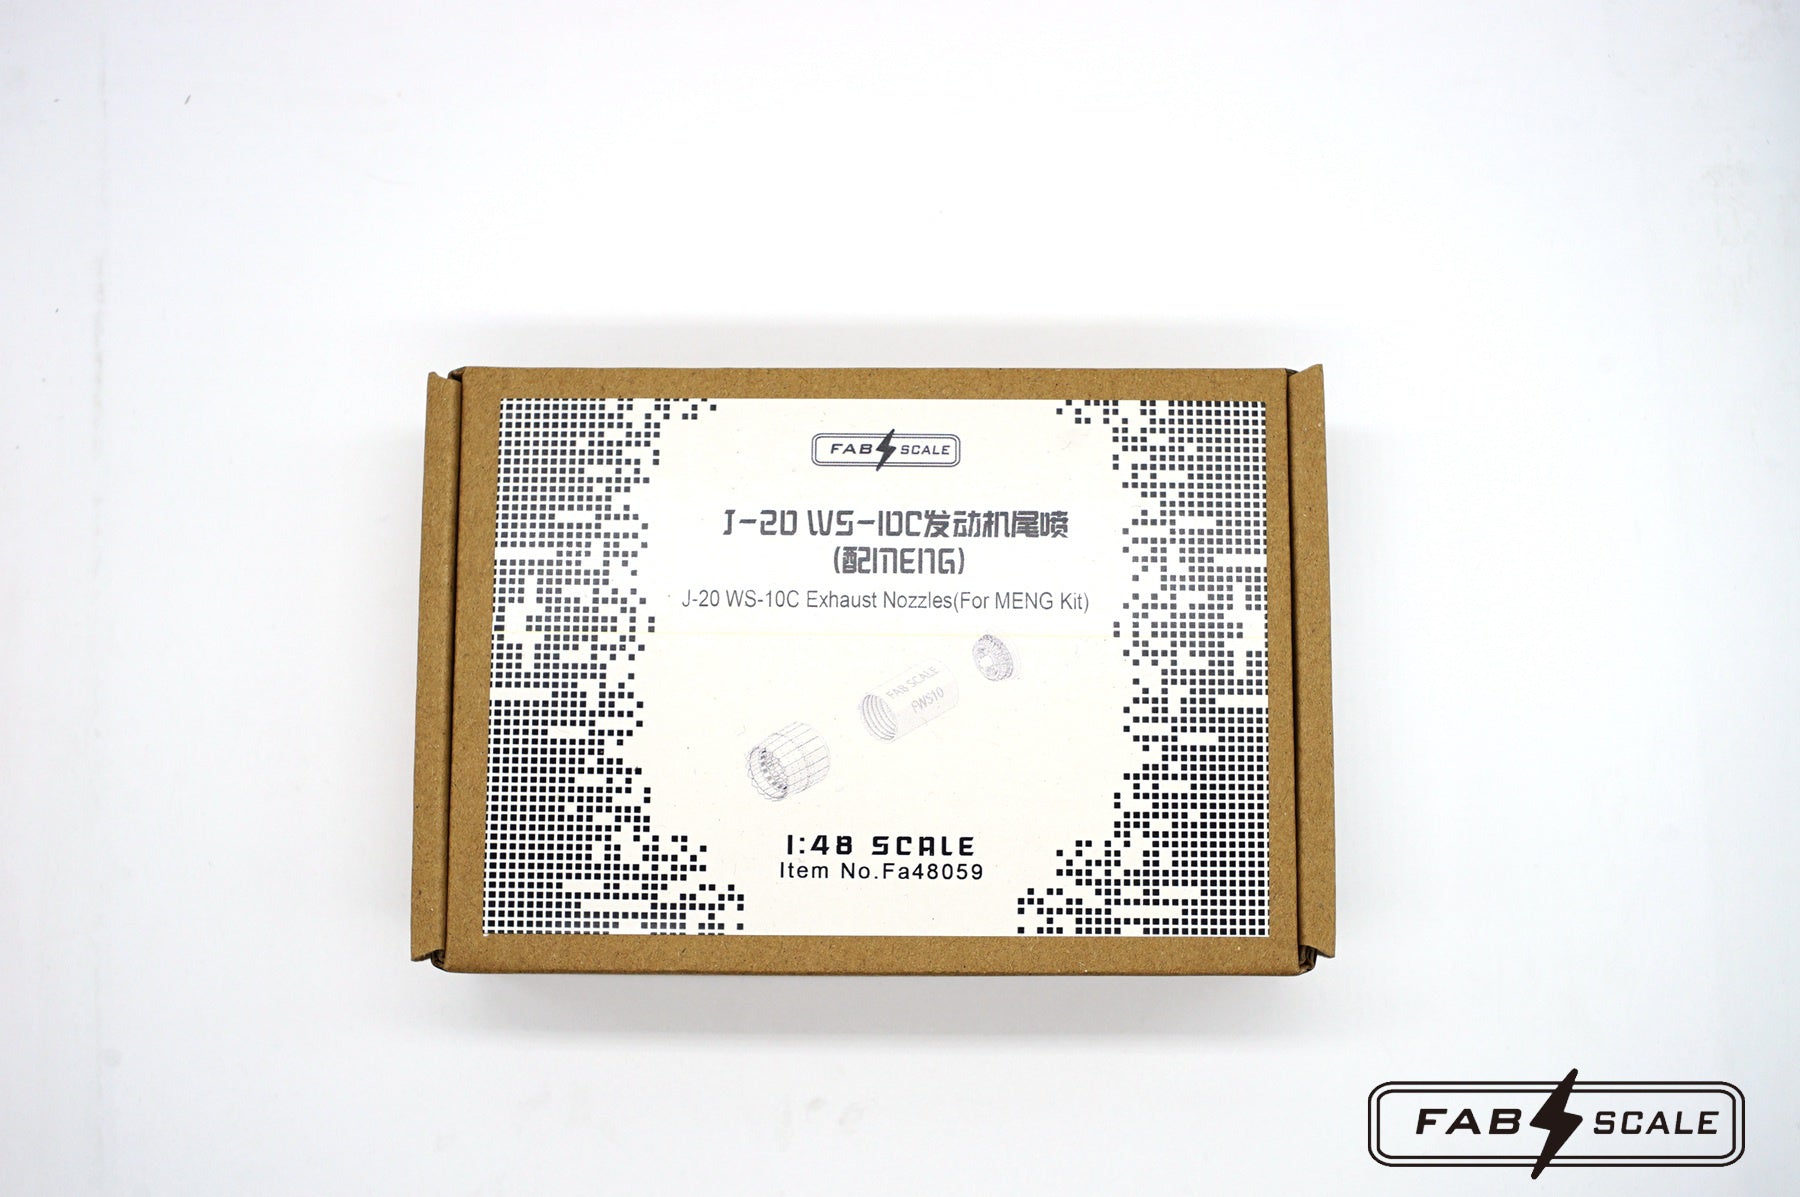 FAB SCALE
J-20 WS-10C发动机尾喷
(配MENG)
J-20 WS-10C Exhaust Nozzles(For MENG Kit)
FAB SCALE
FWS10
1:48 SCALE
Item No.Fa48059
FAB SCALE